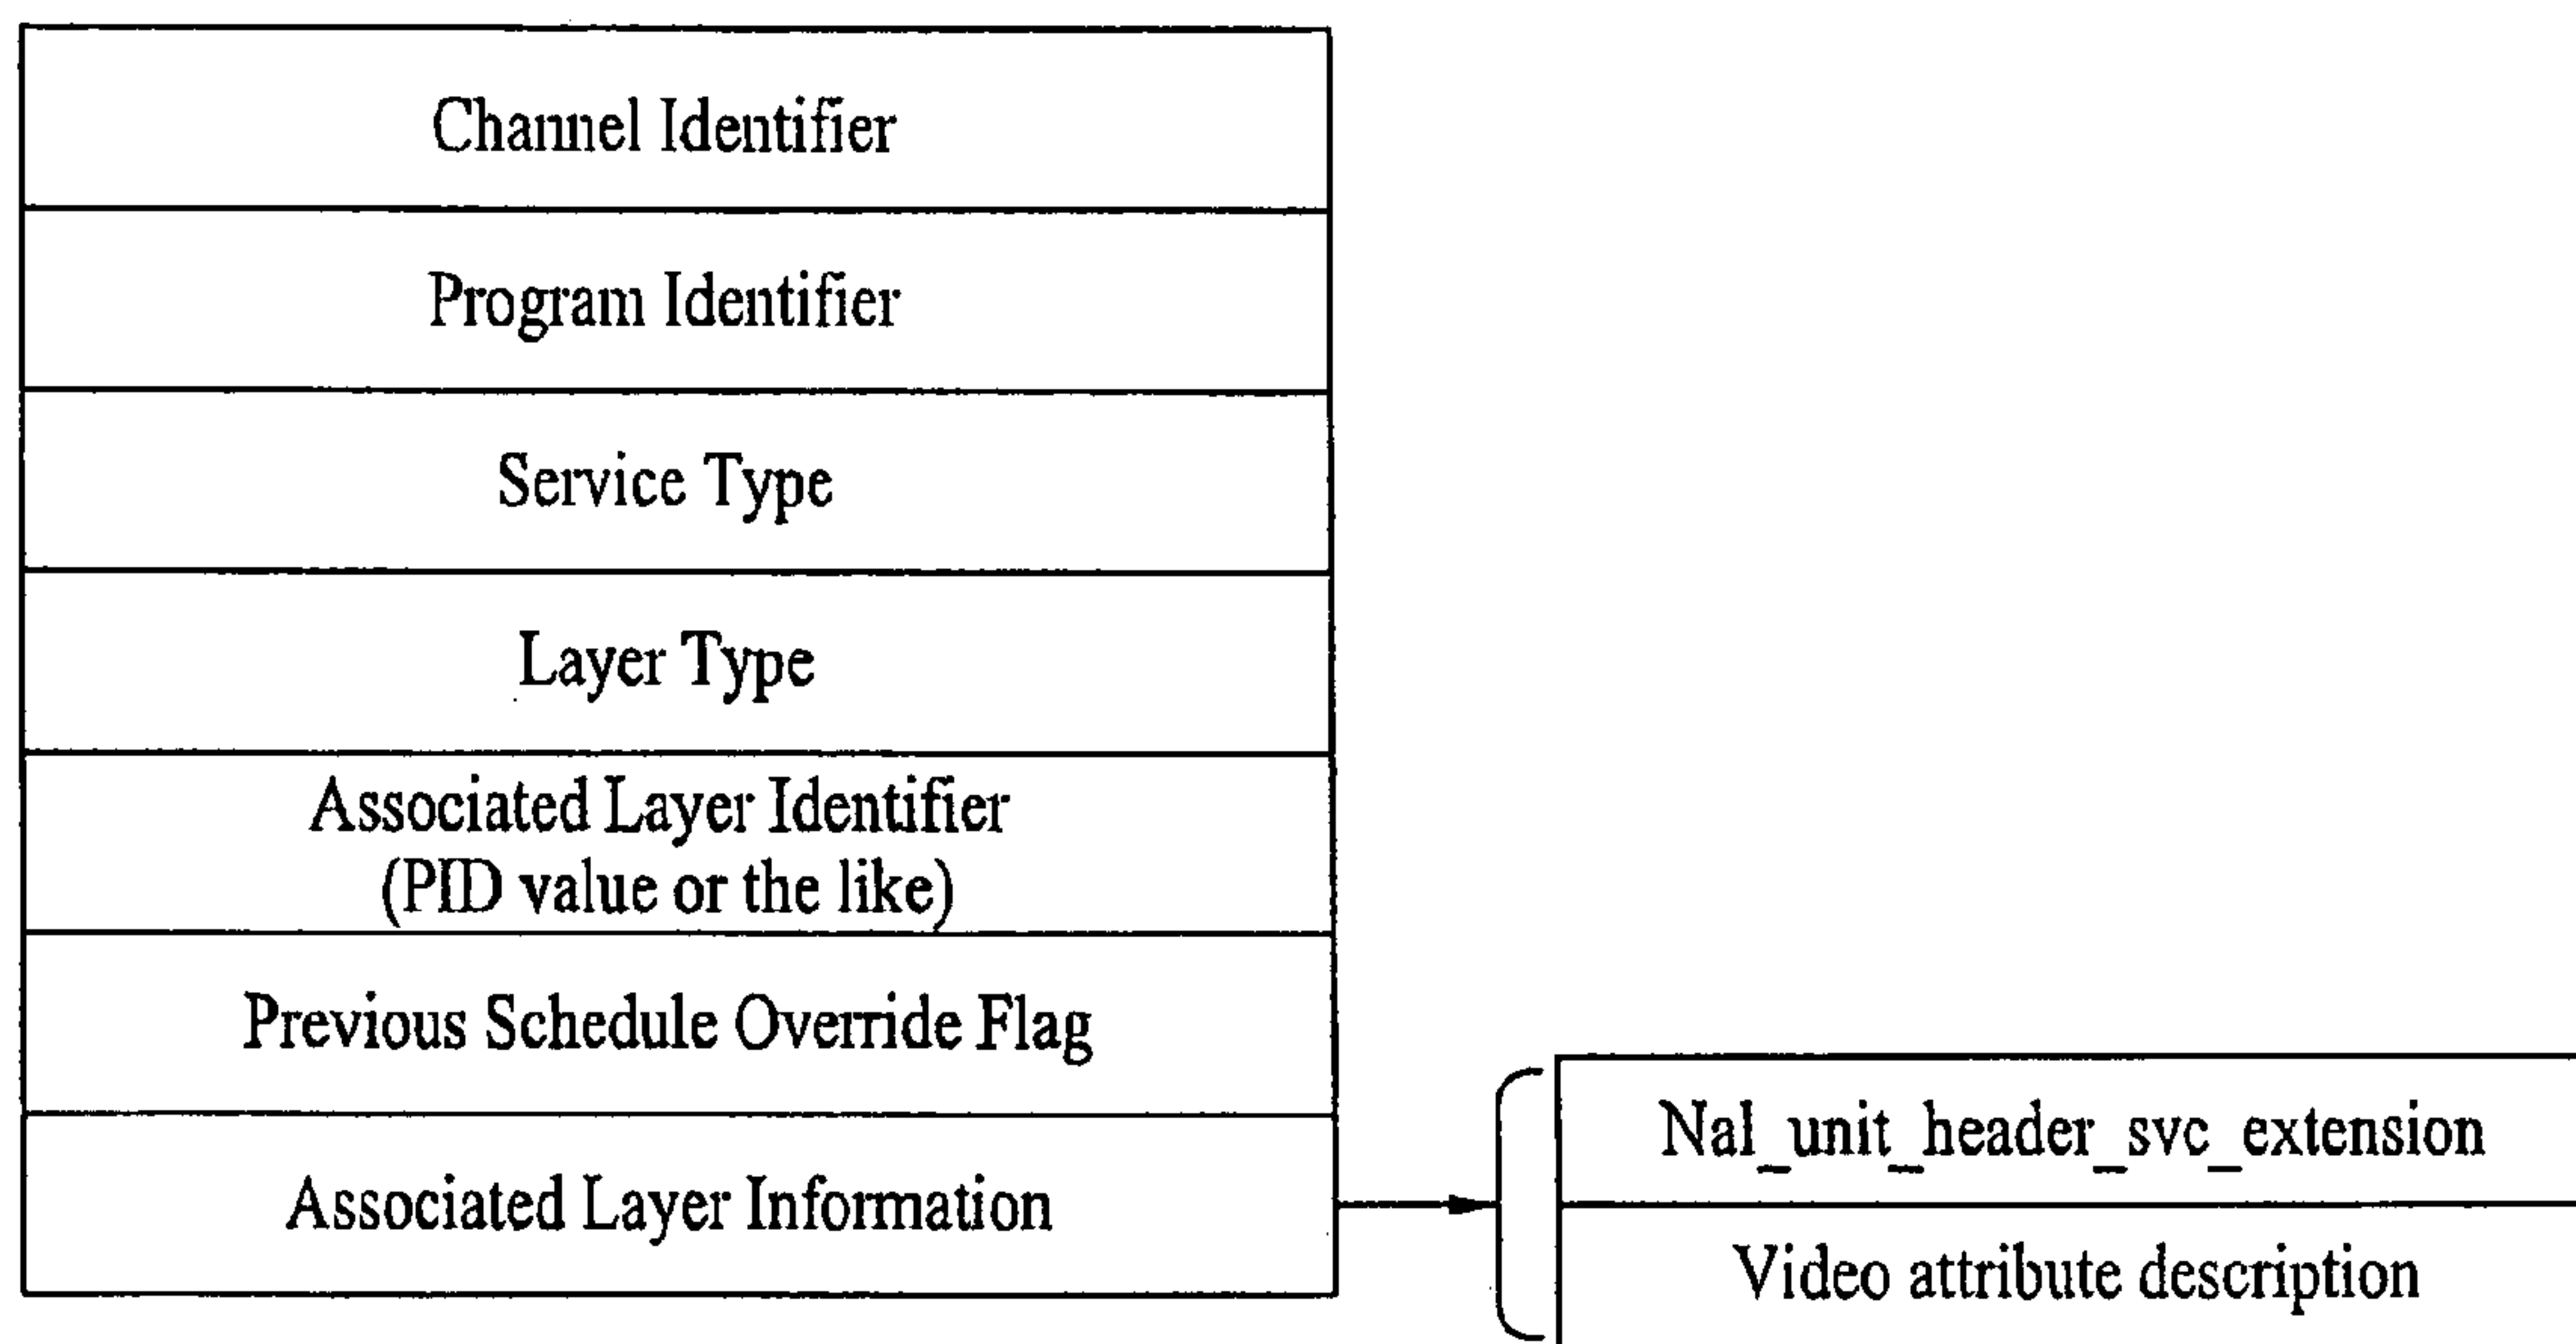 Channel Identifier
Program Identifier
Service Type
Layer Type
Associated Layer Identifier
(PID value or the like)
Previous Schedule Override Flag
Associated Layer Information
Nal_unit_header_svc_extension
Video attribute description